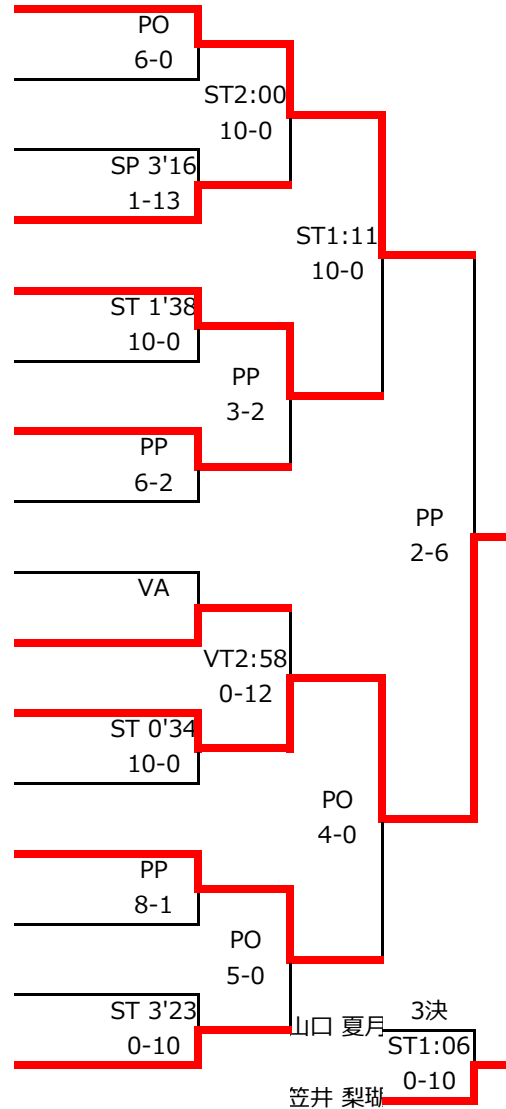 PO
6-0
ST2:00
10-0
SP 3'16
1-13
ST1:11
10-0
ST 1'38
10-0
PP
3-2
PP
6-2
PP
2-6
VA
VT2:58
0-12
ST 0'34
10-0
PO
4-0
PP
8-1
PO
5-0
ST 3'23
0-10
山口 夏月
3決
ST1:06
0-10
笠井 梨瑚